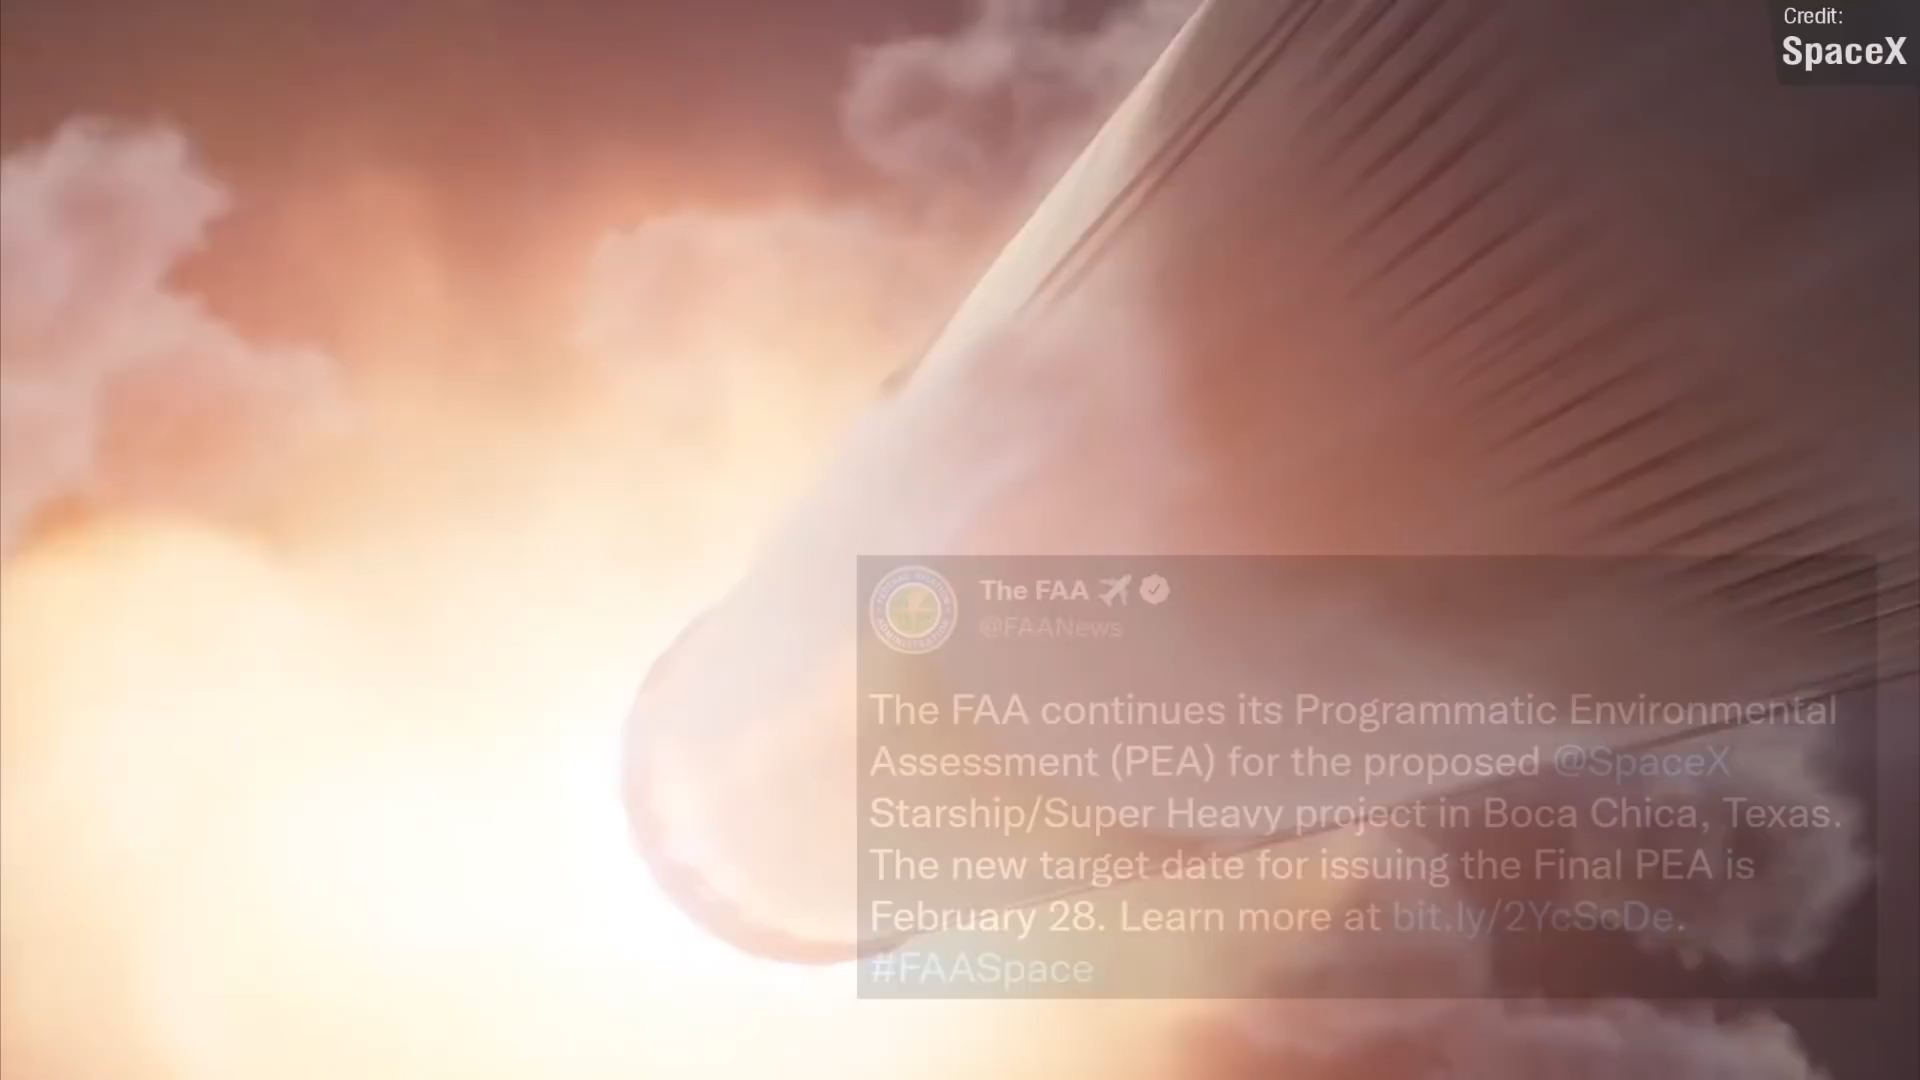 Credit:
SpaceX
The FAA
@FAANews
The FAA continues its Programmatic Environmental
Assessment (PEA) for the proposed @SpaceX
Starship/Super Heavy project in Boca Chica, Texas.
The new target date for issuing the Final PEA is
February 28. Learn more at bit.ly/2YcScDe.
#FAASpace